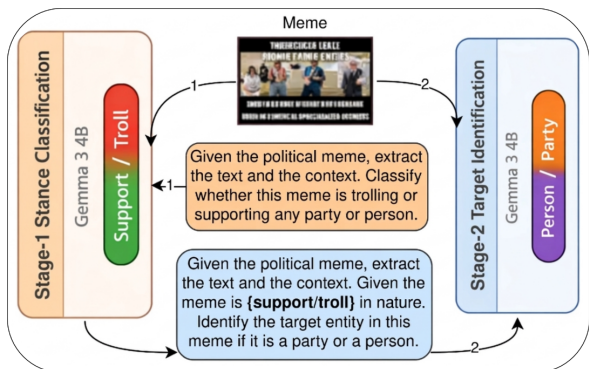 Meme
Stage-1 Stance Classification
Gemma 3 4B
Support / Troll
1
2
Given the political meme, extract
the text and the context. Classify
whether this meme is trolling or
supporting any party or person.
1
Given the political meme, extract
the text and the context. Given the
meme is {support/troll} in nature.
Identify the target entity in this
meme if it is a party or a person.
2
Stage-2 Target Identification
Gemma 3 4B
Person / Party